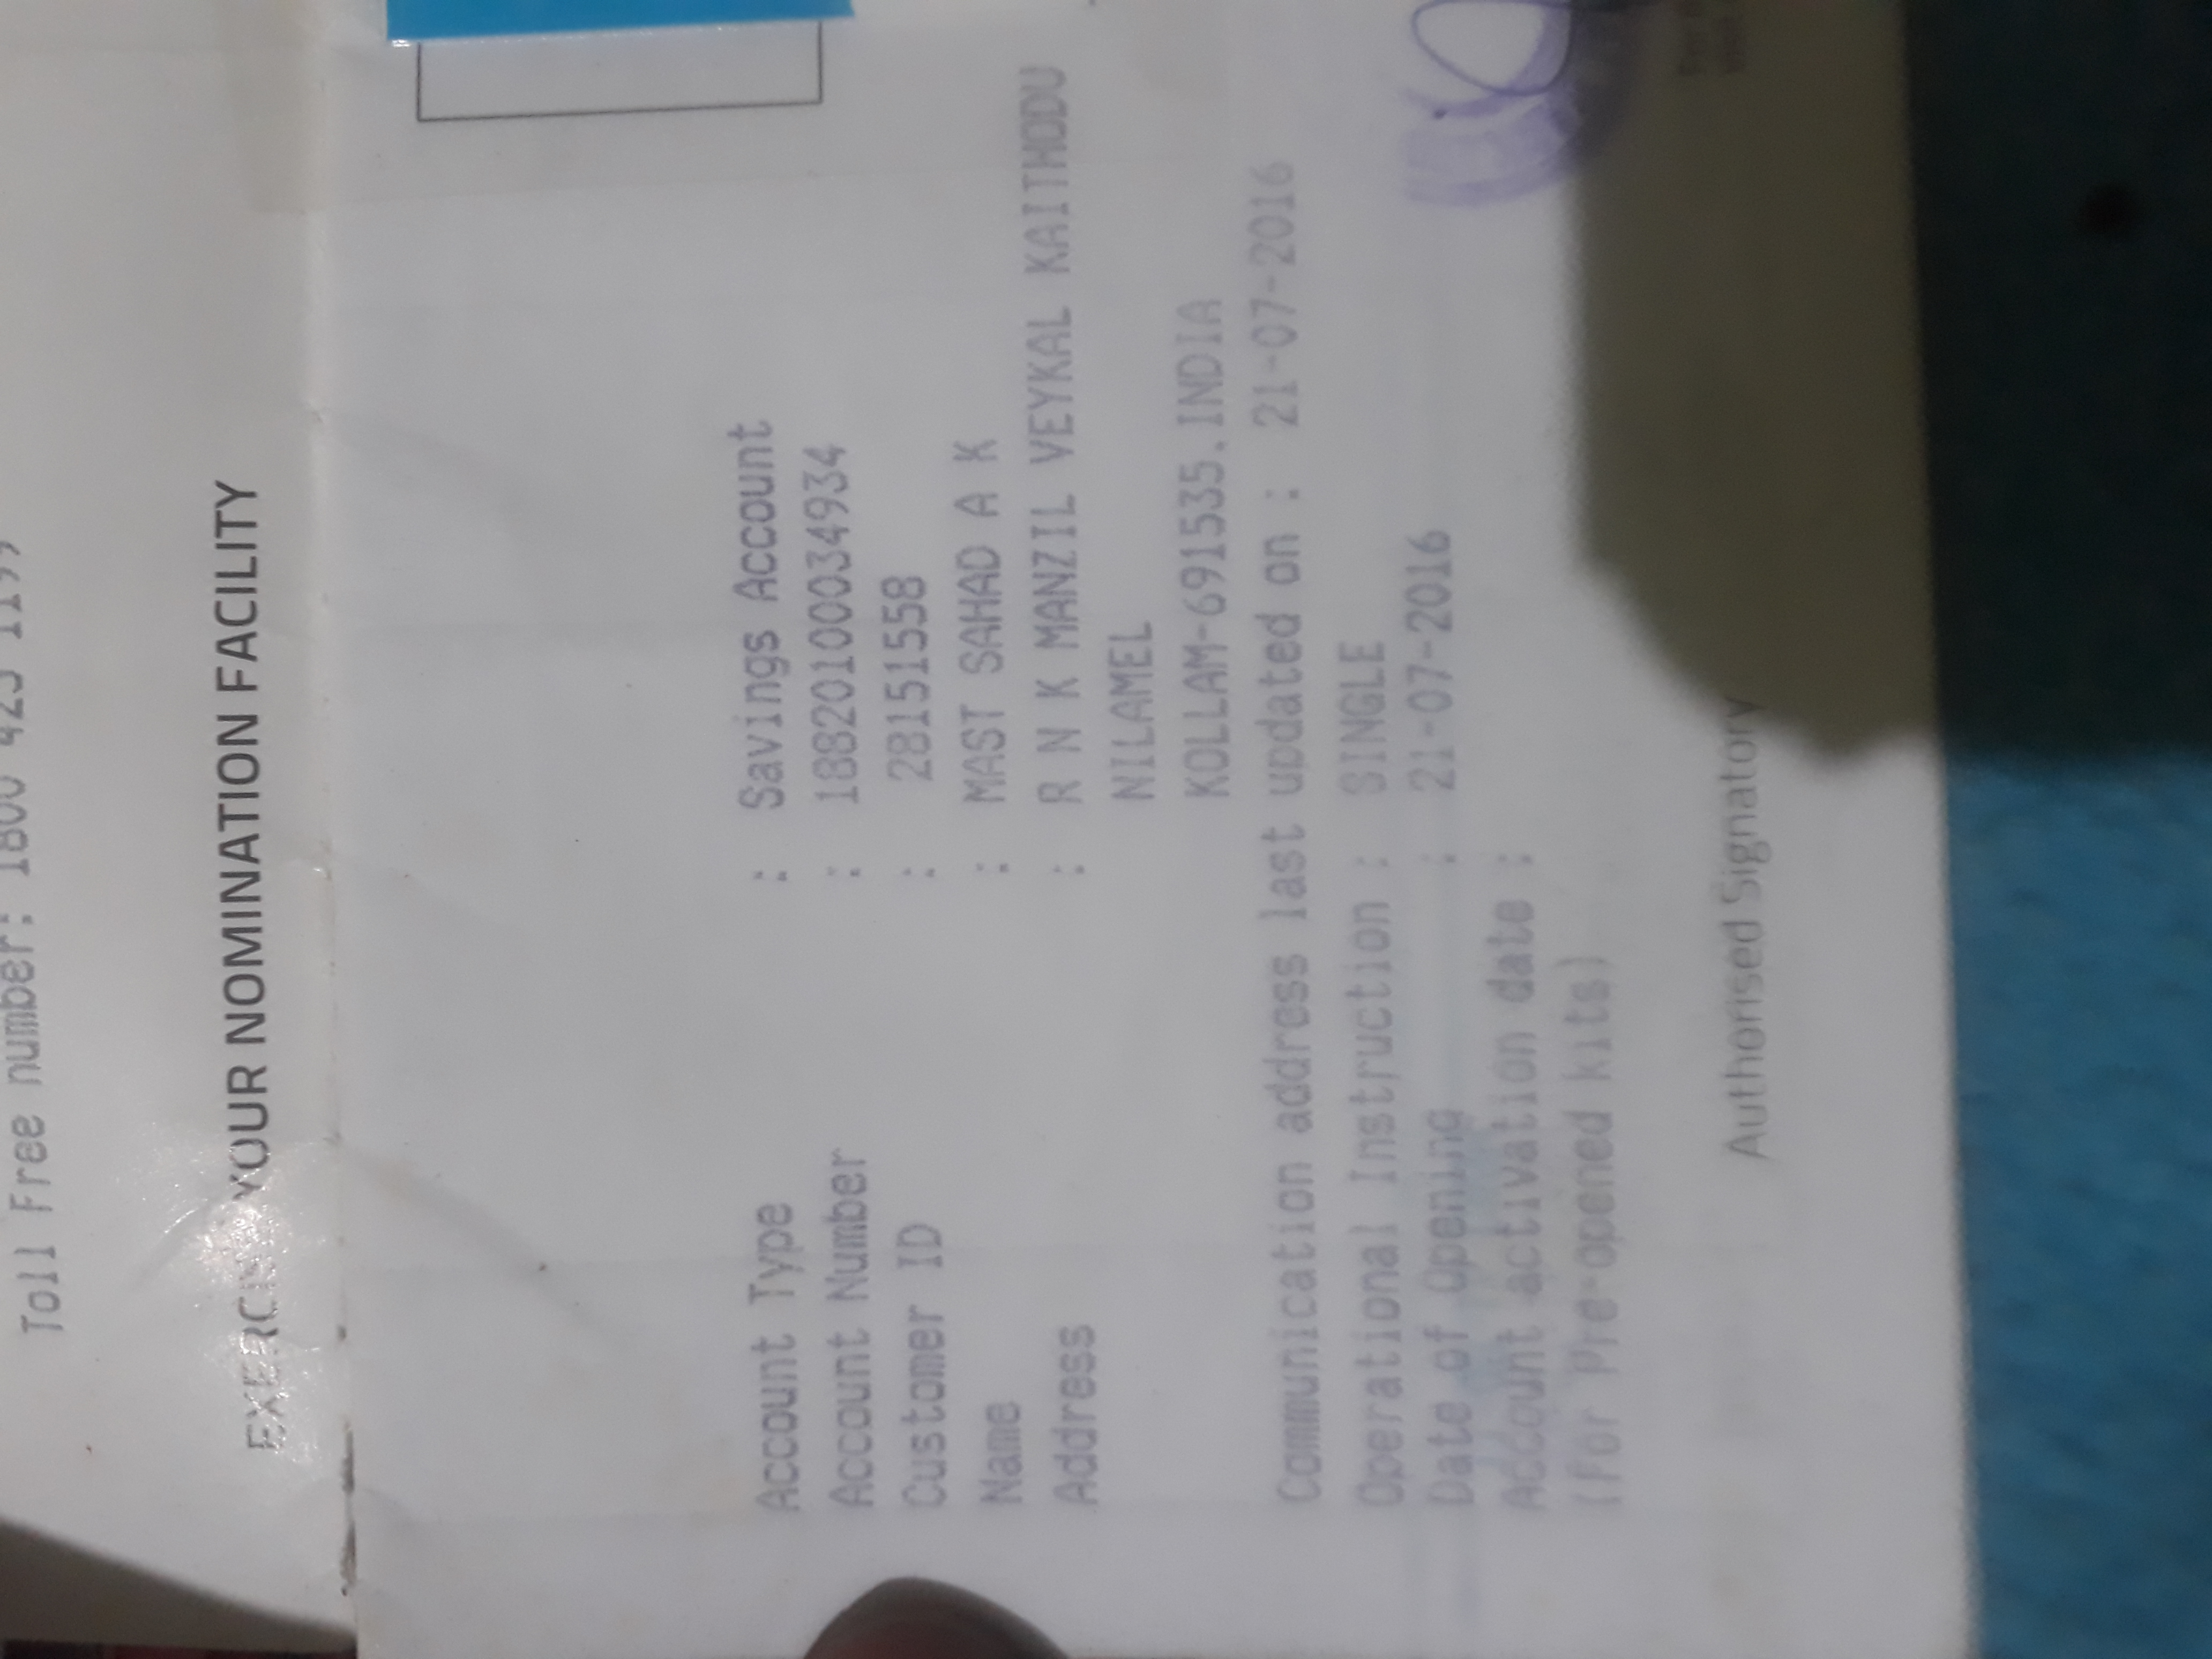 Toll Free number: 1800 425 1199
EXERCISE YOUR NOMINATION FACILITY
Account Type : Savings Account
Account Number : 18820100034934
Customer ID : 28151558
Name : MAST SAHAD A K
Address : R N K MANZIL VEYKAL KAITHODU
NILAMEL
KOLLAM-691535.INDIA
Communication address last updated on : 21-07-2016
Operational Instruction : SINGLE
Date of Opening : 21-07-2016
Account activation date :
(For Pre-opened kits)
Authorised Signatory